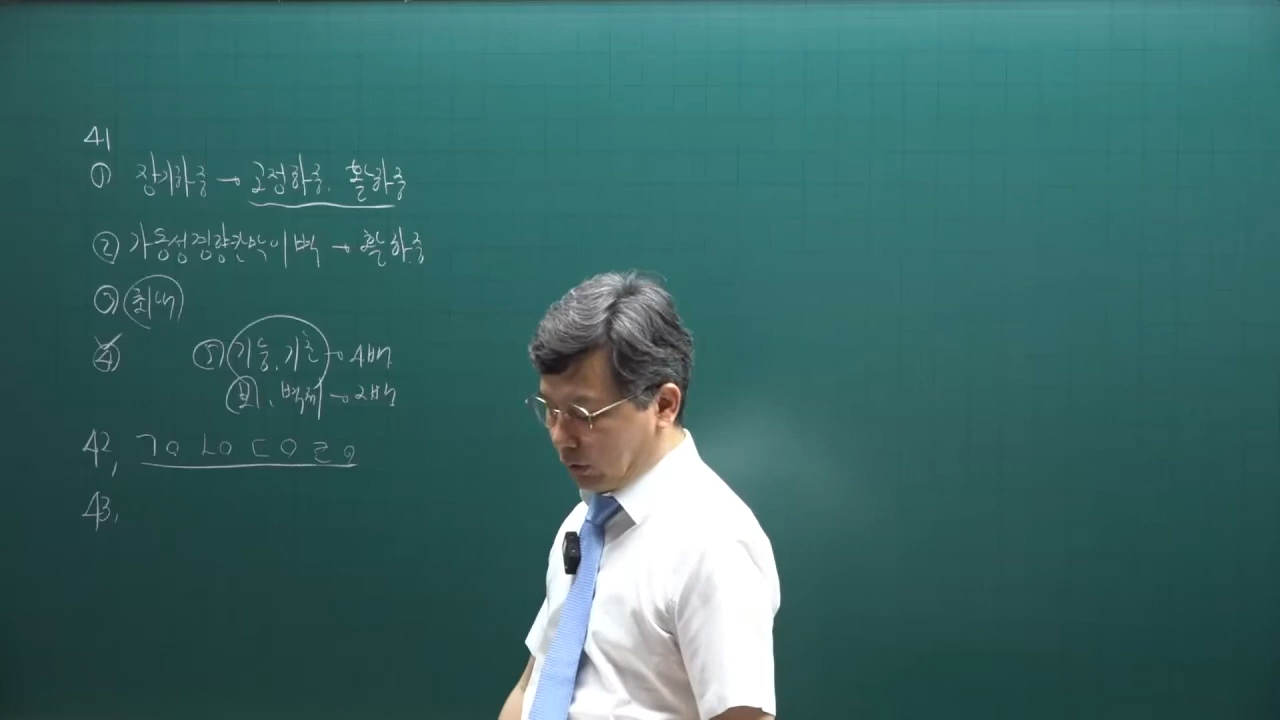 41
① 장기하중 → 고정하중, 활하중
② 가동성경량칸막이벽 → 활하중
③ 최대
④ ⑤ 기둥, 기초 → 4배
보, 벽체 → 2배
42, ㄱㅇ ㄴㅇ ㄷㅇ ㄹㅇ
43,